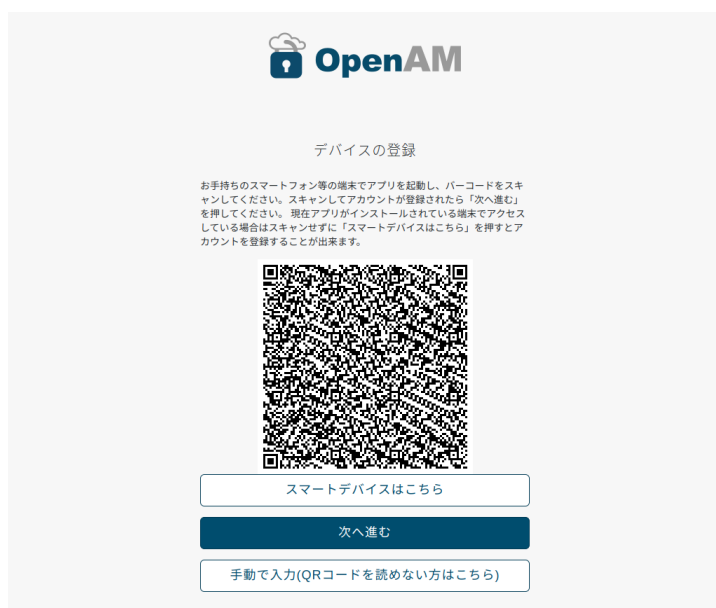 OpenAM
デバイスの登録
お手持ちのスマートフォン等の端末でアプリを起動し、バーコードをスキ
ャンしてください。スキャンしてアカウントが登録されたら「次へ進む」
を押してください。 現在アプリがインストールされている端末でアクセス
している場合はスキャンせずに「スマートデバイスはこちら」を押すとア
カウントを登録することが出来ます。
スマートデバイスはこちら
次へ進む
手動で入力(QRコードを読めない方はこちら)